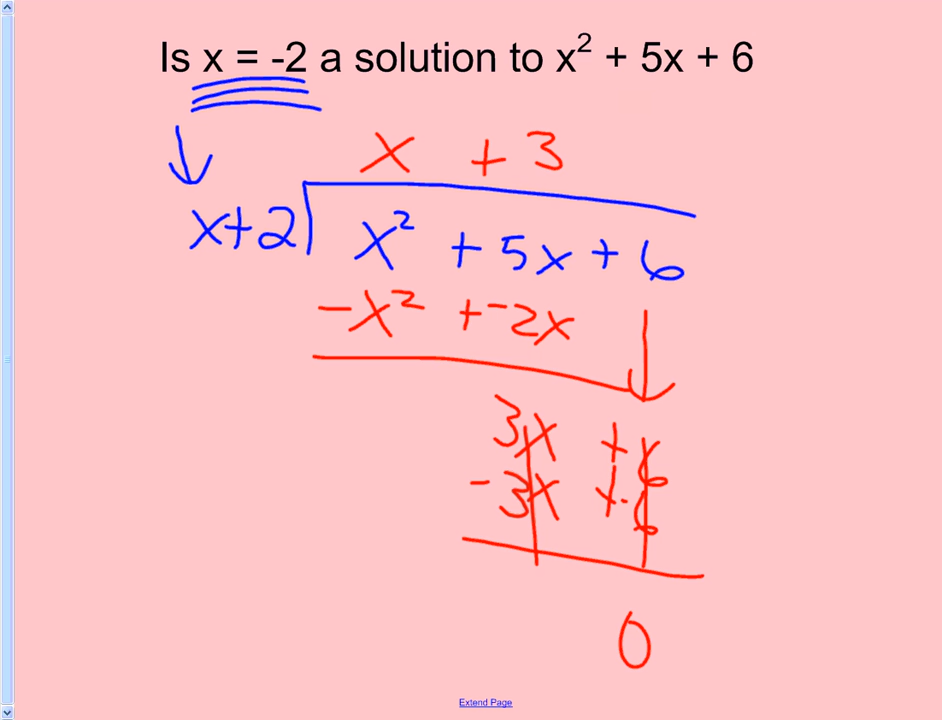 Is x = -2 a solution to x² + 5x + 6
x + 3
x+2) x² + 5x + 6
-x² + -2x
3x + 6
-3x + -6
0
Extend Page